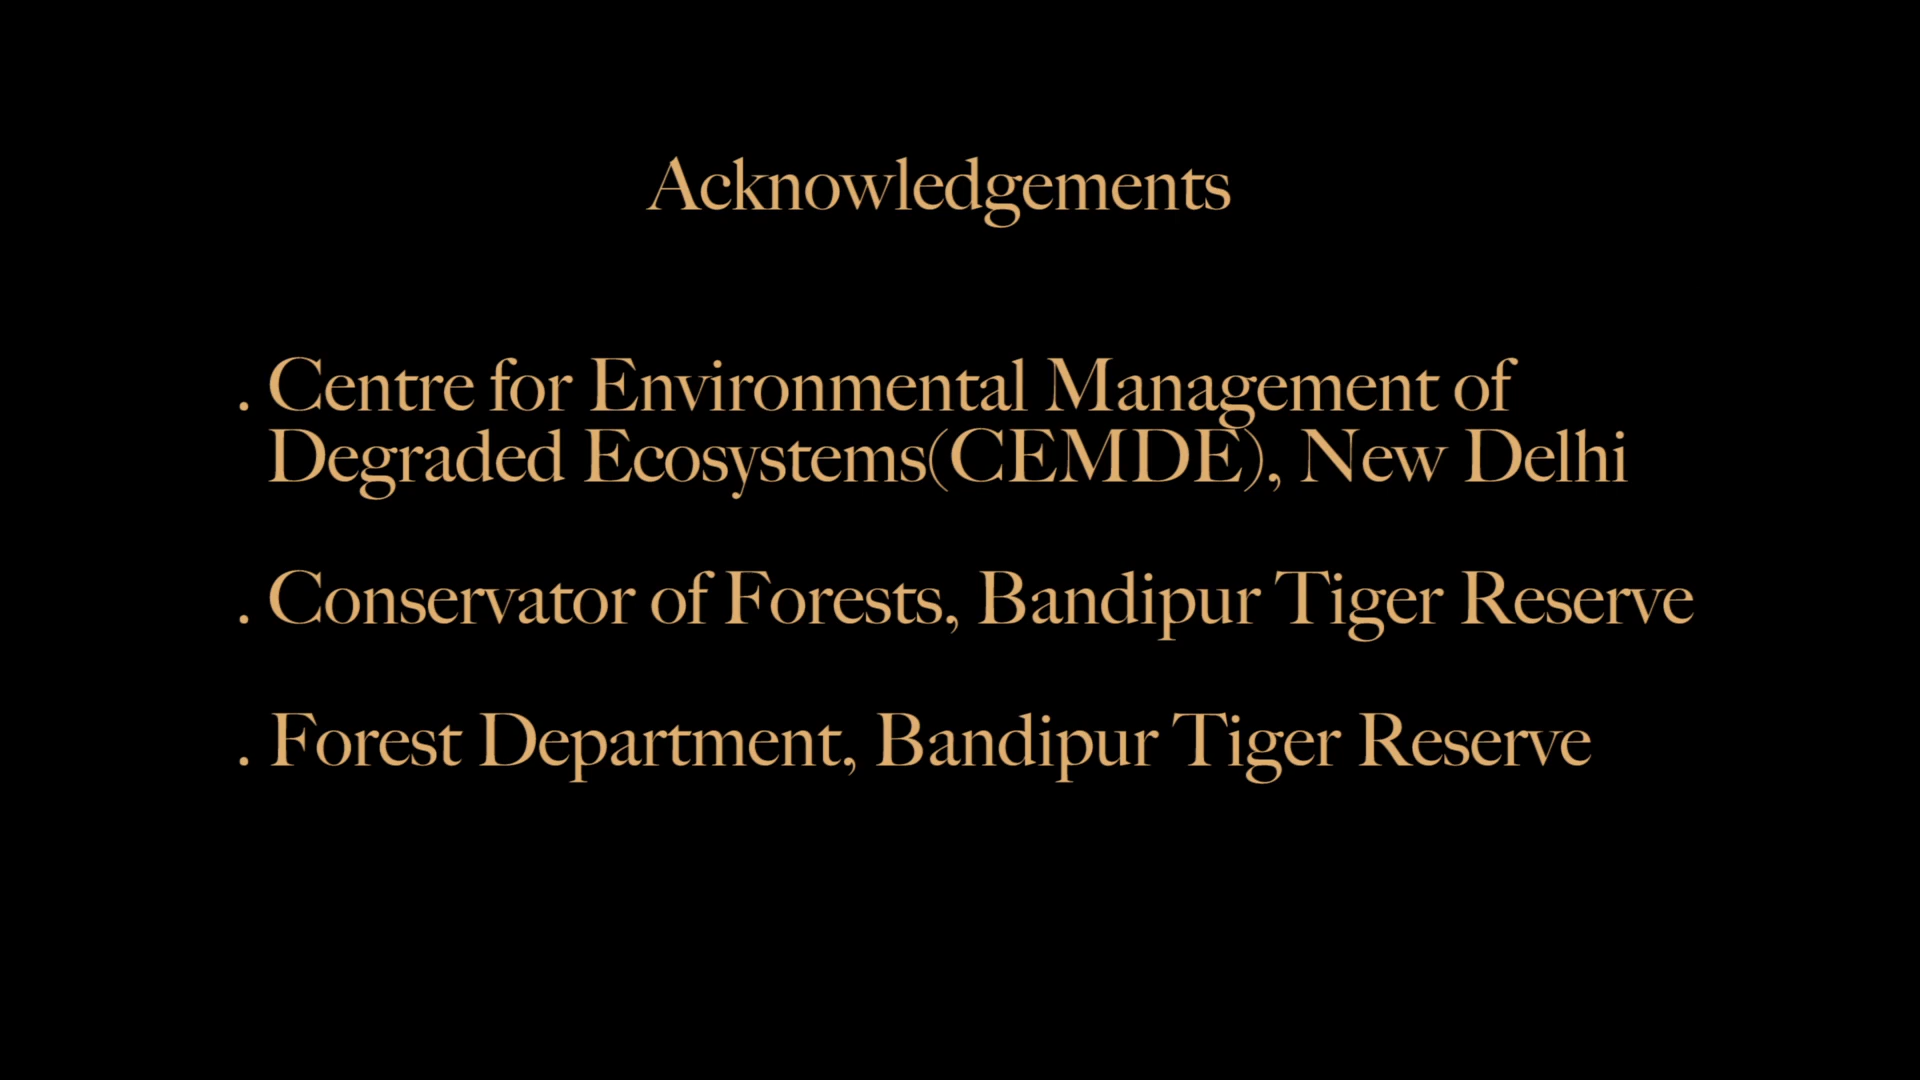 Acknowledgements
. Centre for Environmental Management of
Degraded Ecosystems(CEMDE), New Delhi
. Conservator of Forests, Bandipur Tiger Reserve
. Forest Department, Bandipur Tiger Reserve